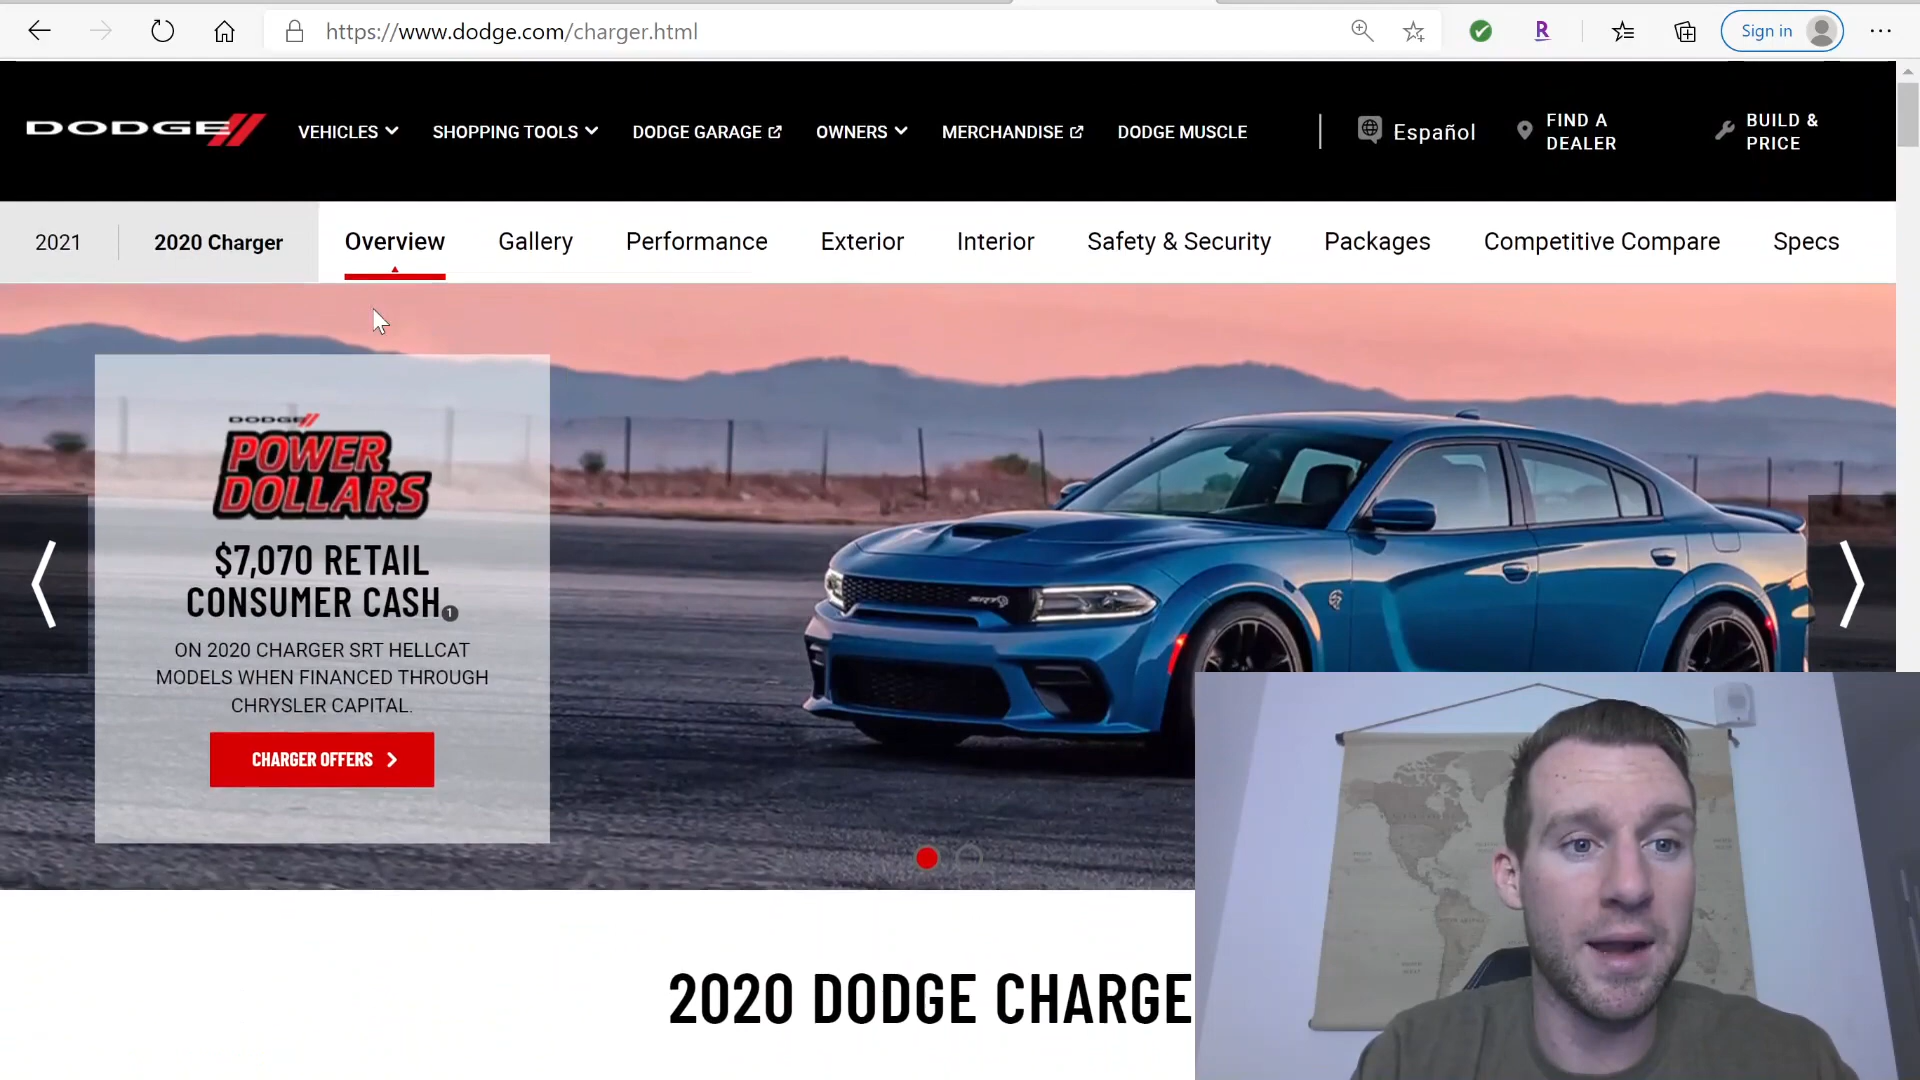 https://www.dodge.com/charger.html
R
Sign in
DODGE
VEHICLES
SHOPPING TOOLS
DODGE GARAGE
OWNERS
MERCHANDISE
DODGE MUSCLE
Español
FIND A
DEALER
BUILD &
PRICE
2021
2020 Charger
Overview
Gallery
Performance
Exterior
Interior
Safety & Security
Packages
Competitive Compare
Specs
DODGE
POWER
DOLLARS
$7,070 RETAIL
CONSUMER CASH 1
ON 2020 CHARGER SRT HELLCAT
MODELS WHEN FINANCED THROUGH
CHRYSLER CAPITAL.
CHARGER OFFERS
SRT
2020 DODGE CHARGE